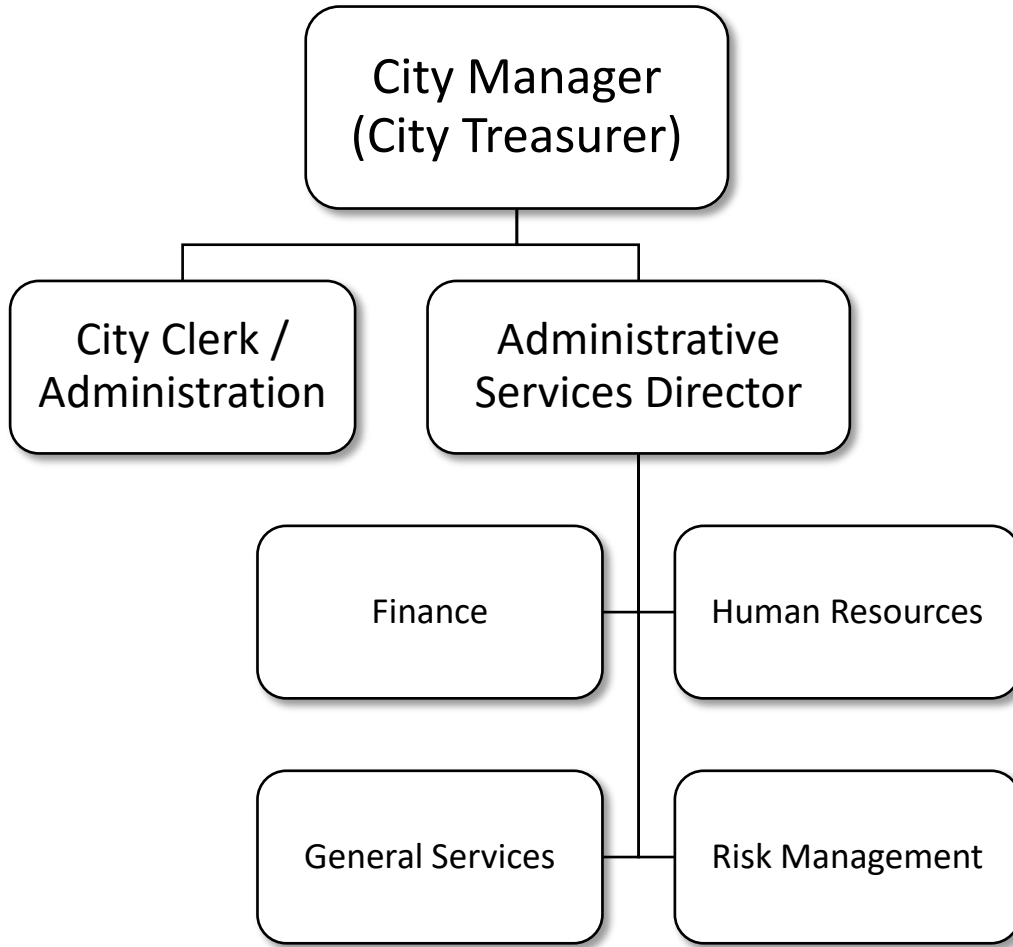 City Manager
(City Treasurer)
City Clerk /
Administration
Administrative
Services Director
Finance
Human Resources
General Services
Risk Management